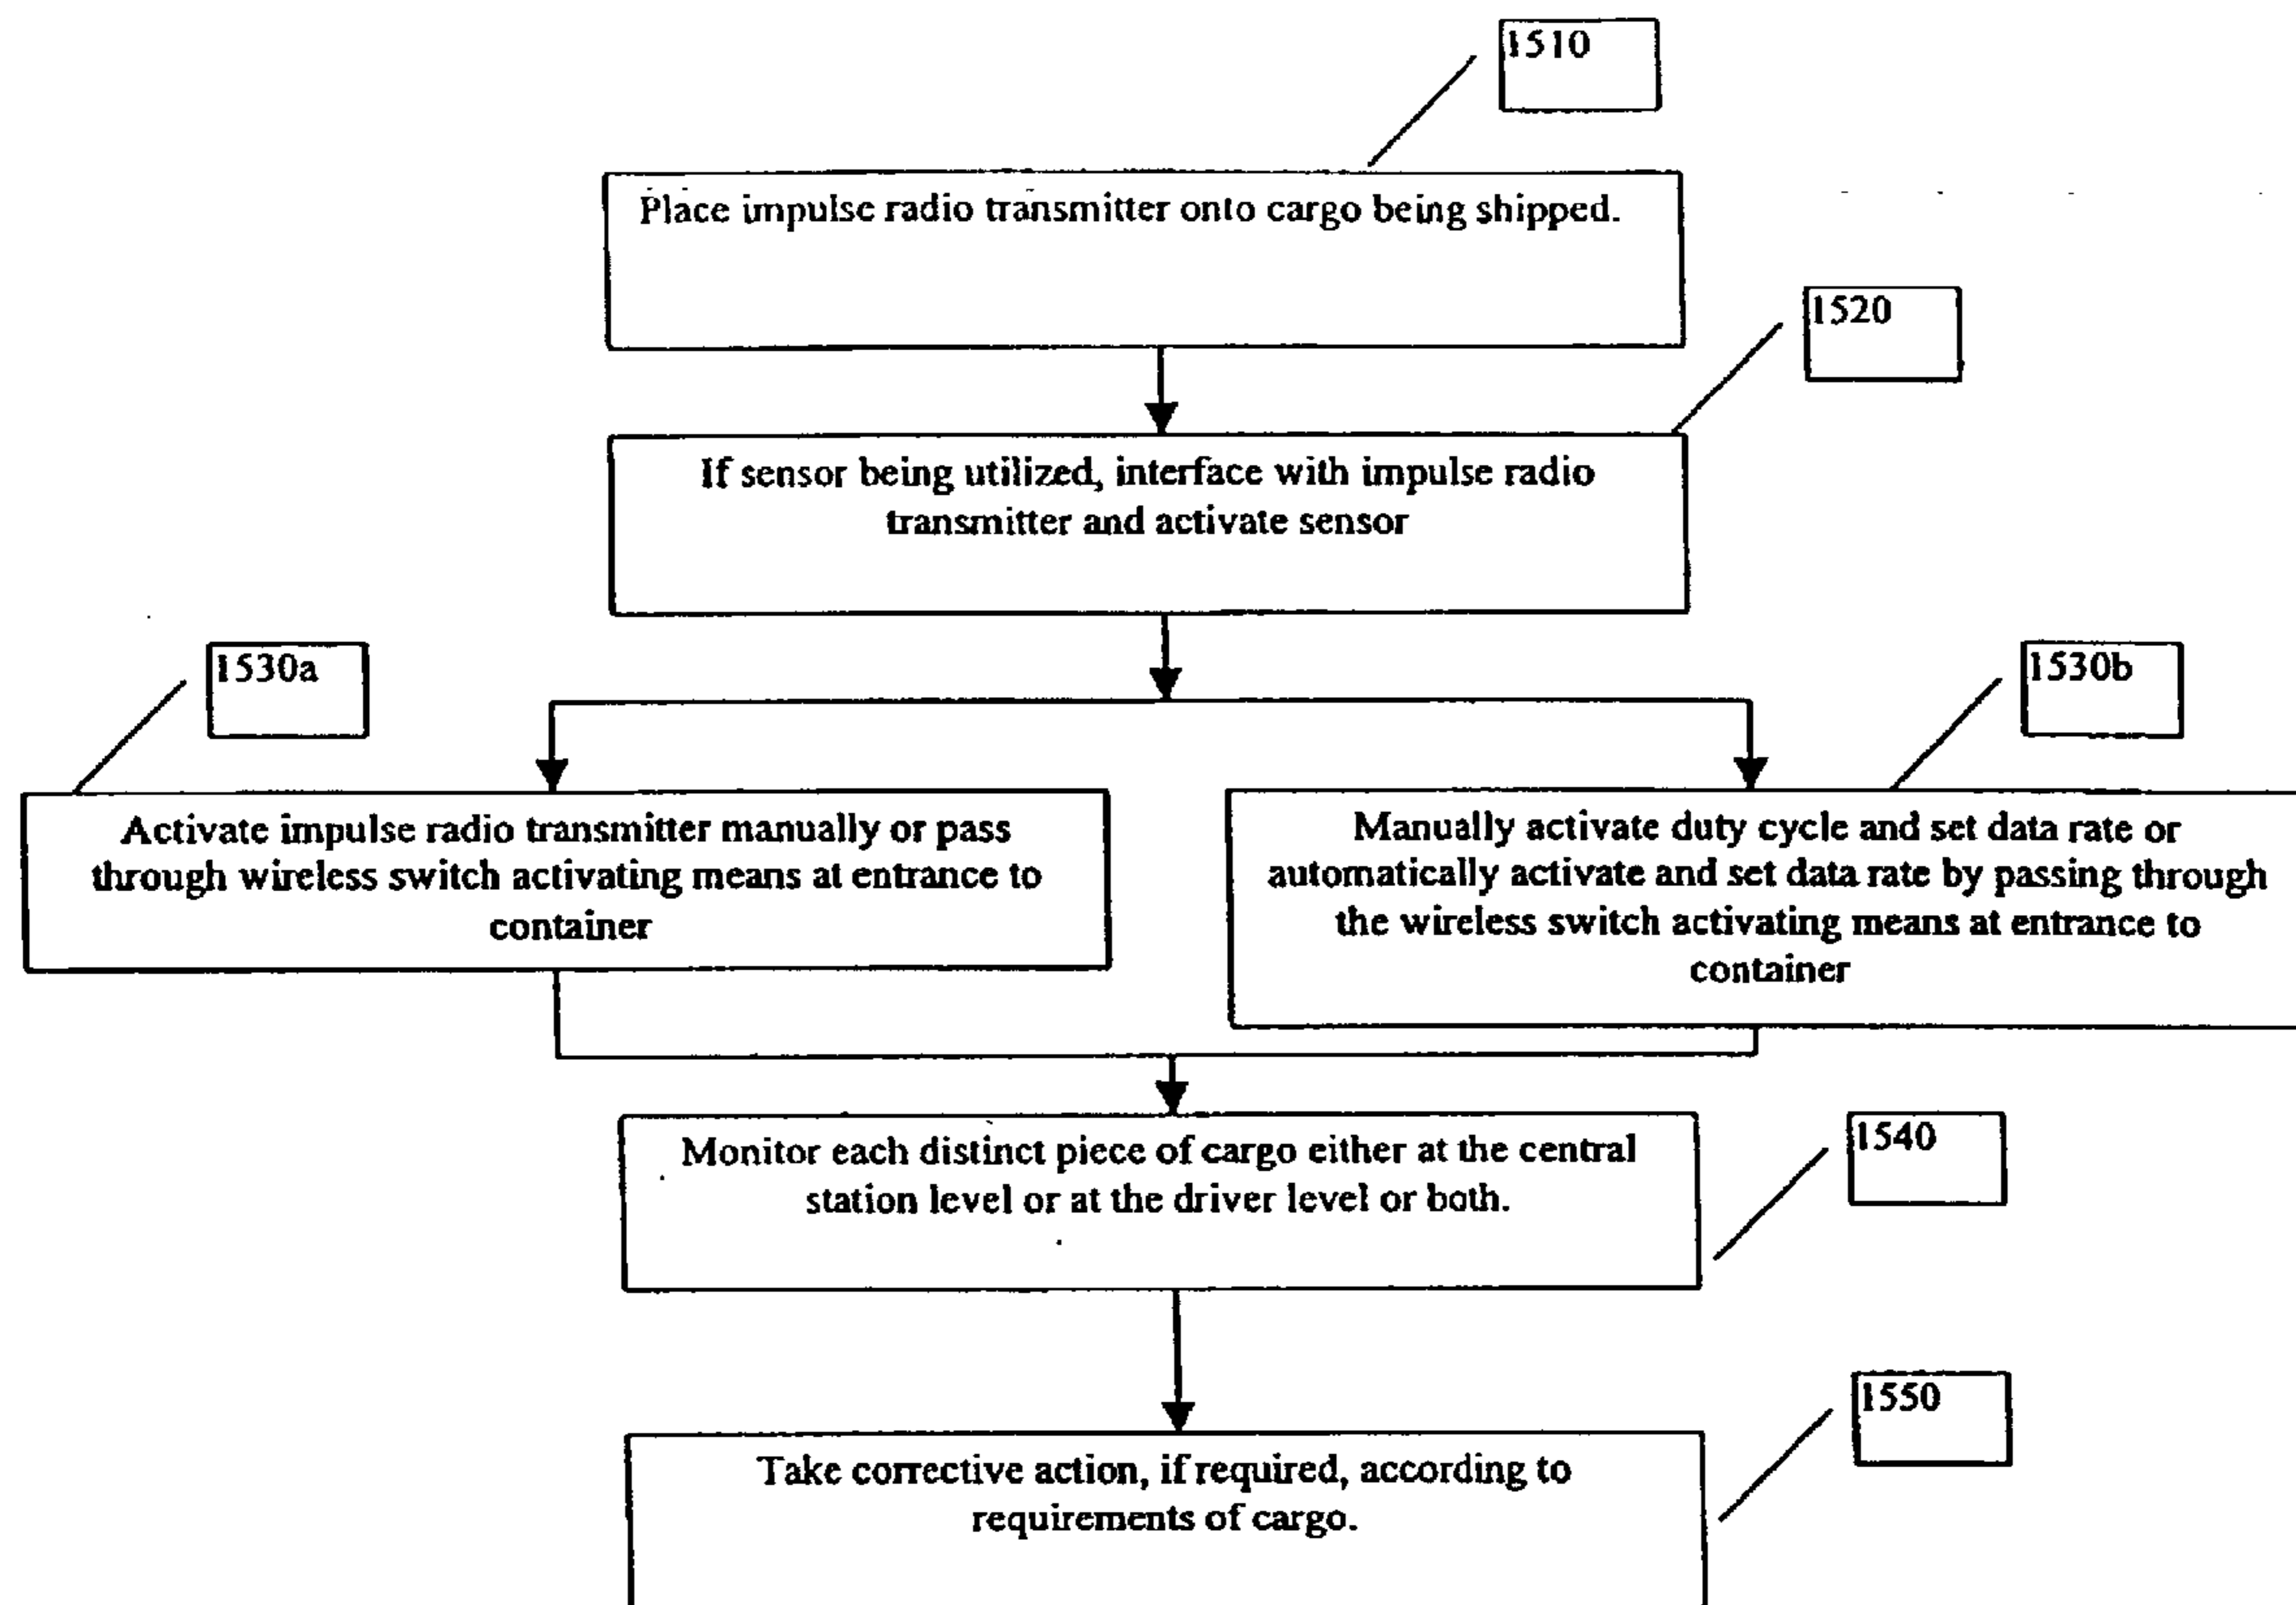 1510
Place impulse radio transmitter onto cargo being shipped.
1520
If sensor being utilized, interface with impulse radio
transmitter and activate sensor
1530a
1530b
Activate impulse radio transmitter manually or pass
through wireless switch activating means at entrance to
container
Manually activate duty cycle and set data rate or
automatically activate and set data rate by passing through
the wireless switch activating means at entrance to
container
Monitor each distinct piece of cargo either at the central
station level or at the driver level or both.
1540
1550
Take corrective action, if required, according to
requirements of cargo.